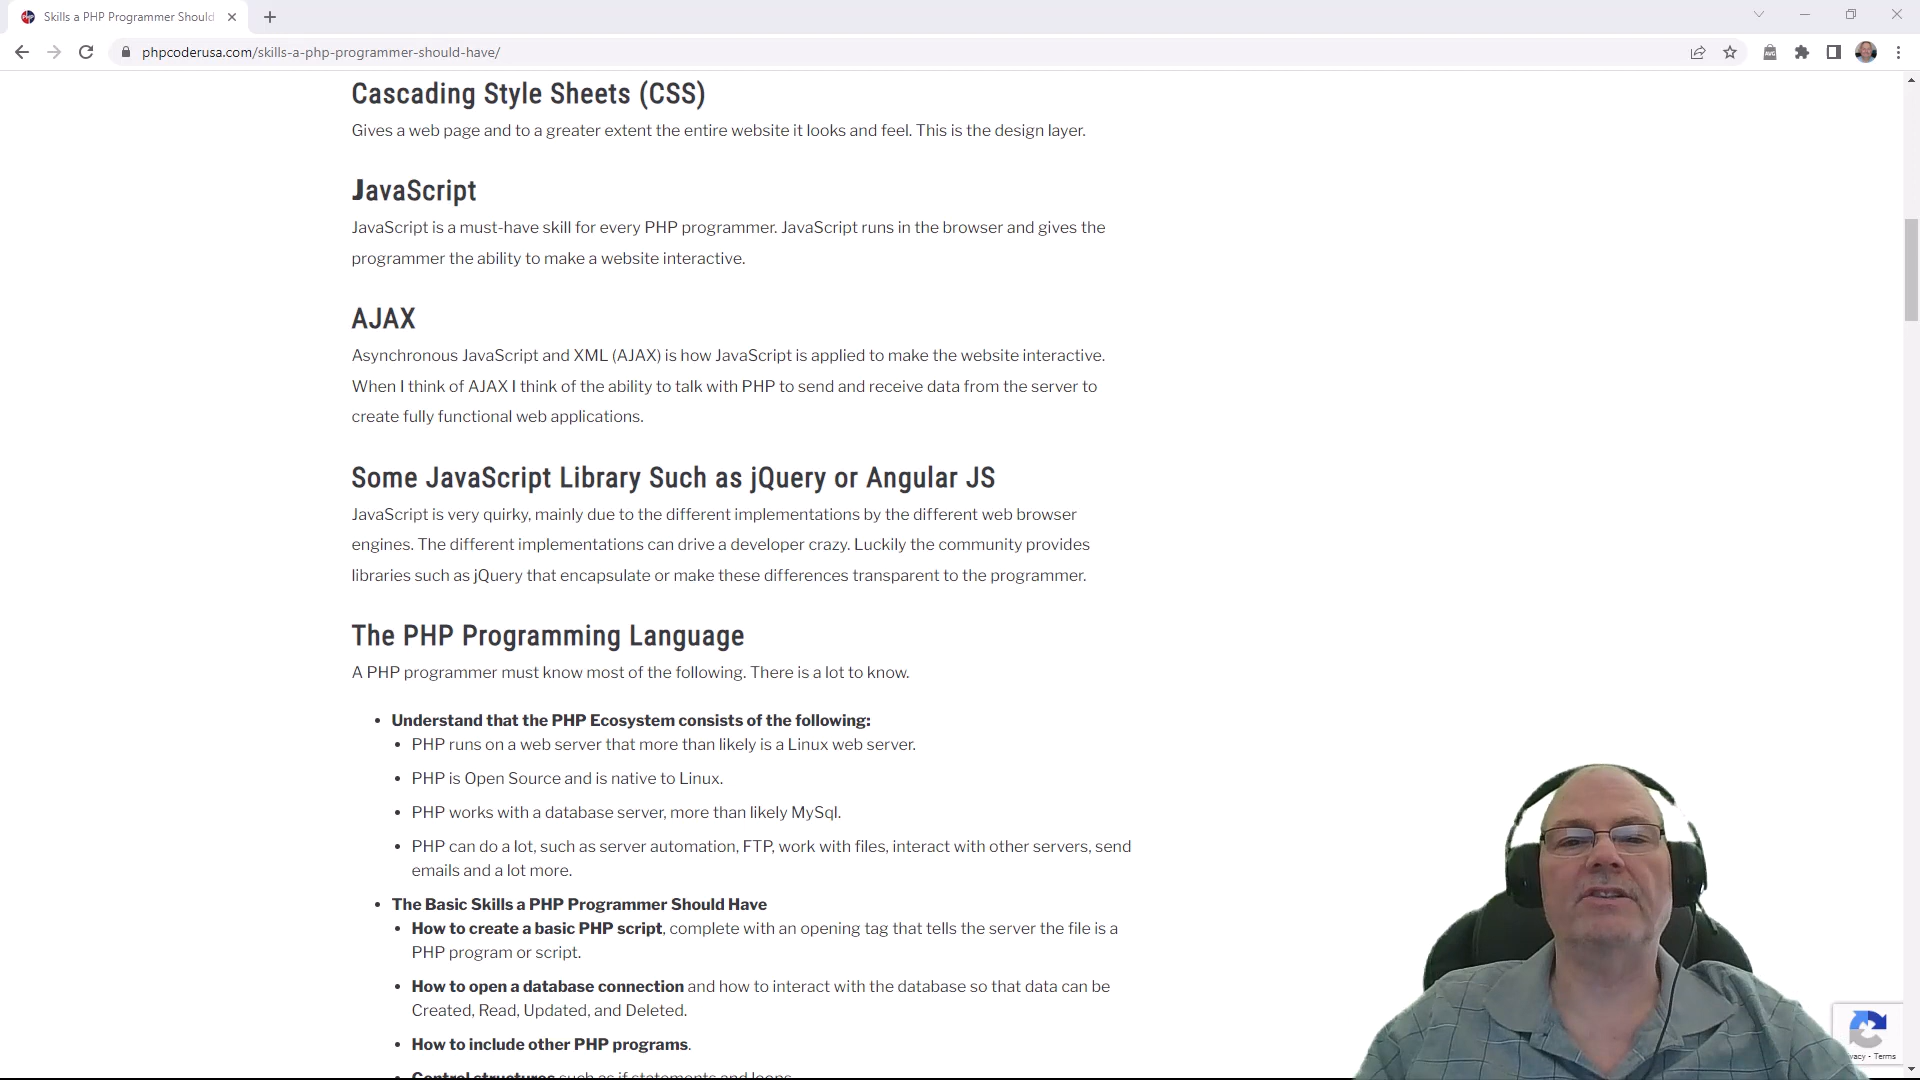 Skills a PHP Programmer Should
phpcoderusa.com/skills-a-php-programmer-should-have/
AVG
Cascading Style Sheets (CSS)
Gives a web page and to a greater extent the entire website it looks and feel. This is the design layer.
JavaScript
JavaScript is a must-have skill for every PHP programmer. JavaScript runs in the browser and gives the
programmer the ability to make a website interactive.
AJAX
Asynchronous JavaScript and XML (AJAX) is how JavaScript is applied to make the website interactive.
When I think of AJAX I think of the ability to talk with PHP to send and receive data from the server to
create fully functional web applications.
Some JavaScript Library Such as jQuery or Angular JS
JavaScript is very quirky, mainly due to the different implementations by the different web browser
engines. The different implementations can drive a developer crazy. Luckily the community provides
libraries such as jQuery that encapsulate or make these differences transparent to the programmer.
The PHP Programming Language
A PHP programmer must know most of the following. There is a lot to know.
• Understand that the PHP Ecosystem consists of the following:
• PHP runs on a web server that more than likely is a Linux web server.
• PHP is Open Source and is native to Linux.
• PHP works with a database server, more than likely MySql.
• PHP can do a lot, such as server automation, FTP, work with files, interact with other servers, send
emails and a lot more.
• The Basic Skills a PHP Programmer Should Have
• How to create a basic PHP script, complete with an opening tag that tells the server the file is a
PHP program or script.
• How to open a database connection and how to interact with the database so that data can be
Created, Read, Updated, and Deleted.
• How to include other PHP programs.
• Control structures such as if statements and loops
vacy - Terms